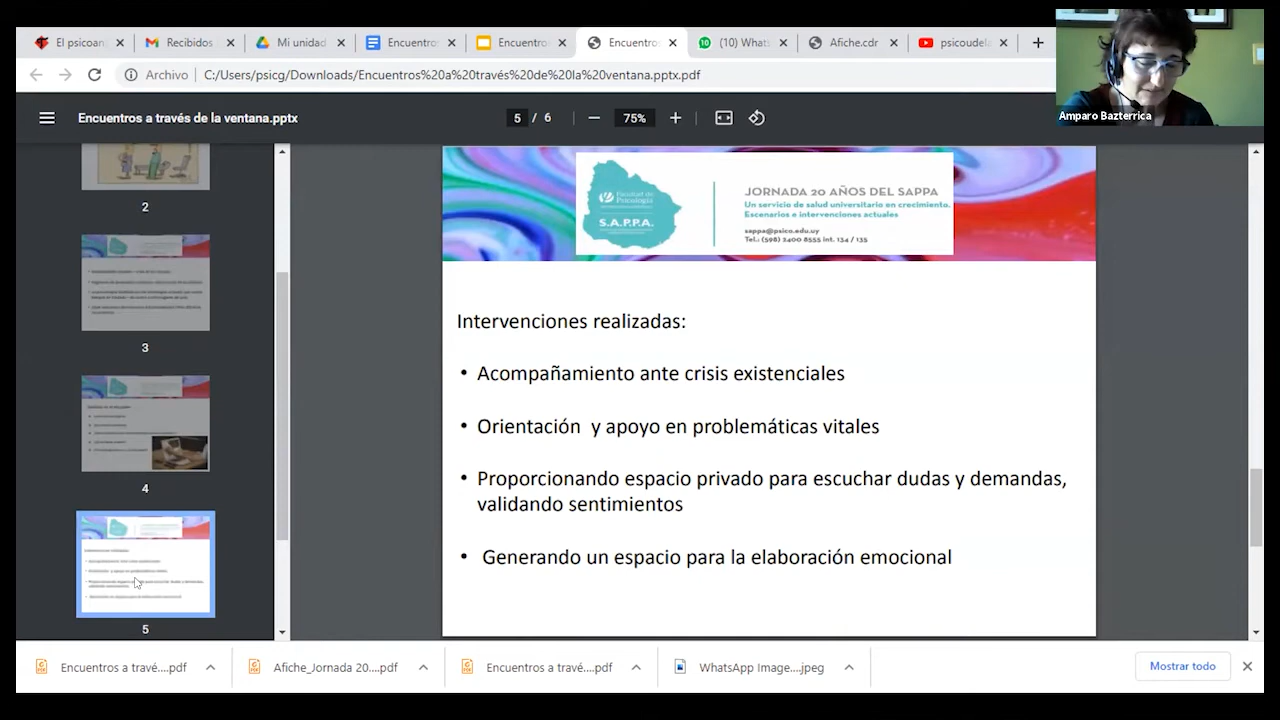 El psicoan
Recibidos
Mi unidad
Encuentro
Encuentro
Encuentro
(10) Whats
Afiche.cdr
psicoudela
Archivo
C:/Users/psicg/Downloads/Encuentros%20a%20través%20de%20la%20ventana.pptx.pdf
Amparo Bazterrica
Encuentros a través de la ventana.pptx
5 / 6
75%
2
3
4
5
Facultad de
Psicología
S.A.P.P.A.
JORNADA 20 AÑOS DEL SAPPA
Un servicio de salud universitario en crecimiento.
Escenarios e intervenciones actuales
sappa@psico.edu.uy
Tel.: (598) 2400 8555 int. 134 / 135
Intervenciones realizadas:
• Acompañamiento ante crisis existenciales
• Orientación y apoyo en problemáticas vitales
• Proporcionando espacio privado para escuchar dudas y demandas,
validando sentimientos
• Generando un espacio para la elaboración emocional
Encuentros a travé....pdf
Afiche_Jornada 20....pdf
Encuentros a travé....pdf
WhatsApp Image....jpeg
Mostrar todo